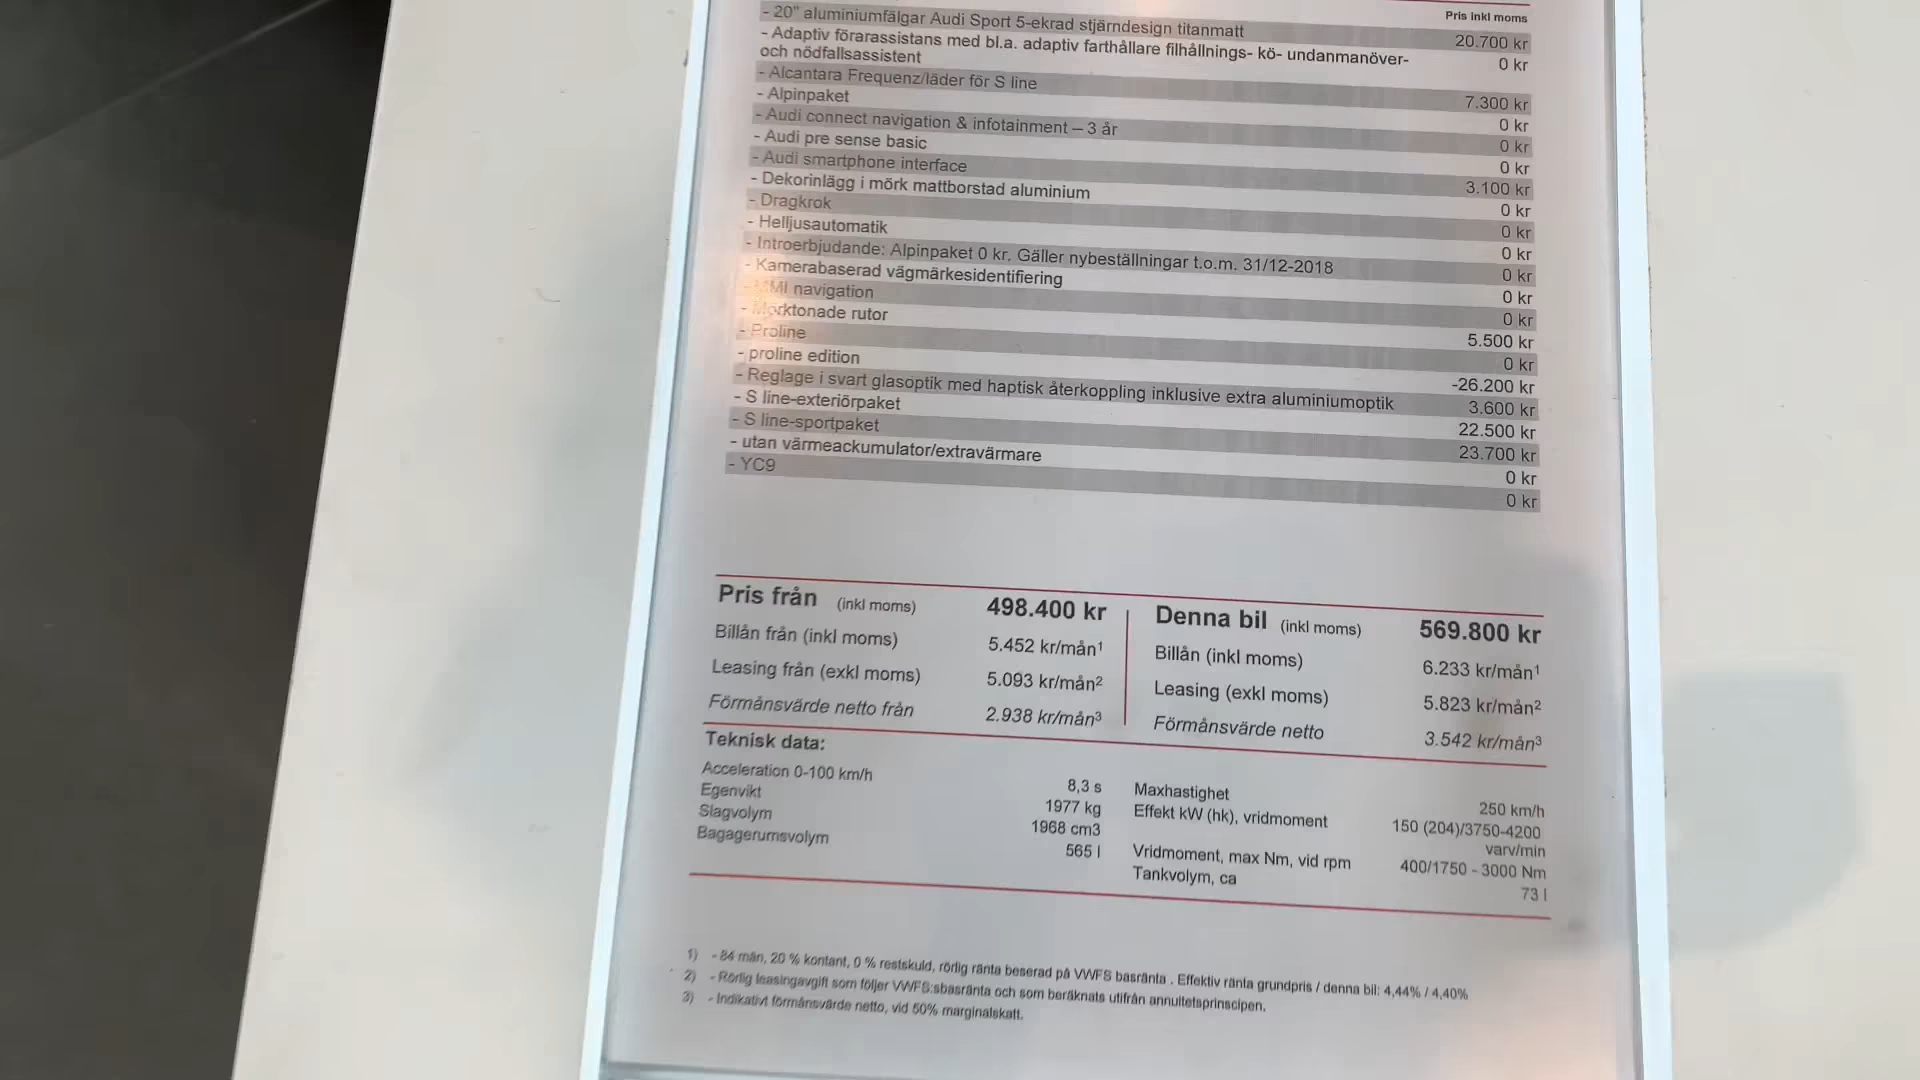 Pris inkl moms
- 20" aluminiumfälgar Audi Sport 5-ekrad stjärndesign titanmatt 20.700 kr
- Adaptiv förarassistans med bl.a. adaptiv farthållare filhållnings- kö- undanmanöver- 0 kr
och nödfallsassistent
- Alcantara Frequenz/läder för S line 7.300 kr
- Alpinpaket 0 kr
- Audi connect navigation & infotainment – 3 år 0 kr
- Audi pre sense basic 0 kr
- Audi smartphone interface 3.100 kr
- Dekorinlägg i mörk mattborstad aluminium 0 kr
- Dragkrok 0 kr
- Helljusautomatik 0 kr
- Introerbjudande: Alpinpaket 0 kr. Gäller nybeställningar t.o.m. 31/12-2018 0 kr
- Kamerabaserad vägmärkesidentifiering 0 kr
- MMI navigation 0 kr
- Mörktonade rutor 5.500 kr
- Proline 0 kr
- proline edition -26.200 kr
- Reglage i svart glasoptik med haptisk återkoppling inklusive extra aluminiumoptik 3.600 kr
- S line-exteriörpaket 22.500 kr
- S line-sportpaket 23.700 kr
- utan värmeackumulator/extravärmare 0 kr
- YC9 0 kr
Pris från (inkl moms) 498.400 kr
Billån från (inkl moms) 5.452 kr/mån1
Leasing från (exkl moms) 5.093 kr/mån2
Förmånsvärde netto från 2.938 kr/mån3
Denna bil (inkl moms) 569.800 kr
Billån (inkl moms) 6.233 kr/mån1
Leasing (exkl moms) 5.823 kr/mån2
Förmånsvärde netto 3.542 kr/mån3
Teknisk data:
Acceleration 0-100 km/h 8,3 s
Egenvikt 1977 kg
Slagvolym 1968 cm3
Bagagerumsvolym 565 l
Maxhastighet 250 km/h
Effekt kW (hk), vridmoment 150 (204)/3750-4200
varv/min
Vridmoment, max Nm, vid rpm 400/1750 - 3000 Nm
Tankvolym, ca 73 l
1) - 84 mån, 20 % kontant, 0 % restskuld, rörlig ränta beserad på VWFS basränta . Effektiv ränta grundpris / denna bil: 4,44% / 4,40%
2) - Rörlig leasingavgift som följer VWFS:sbasränta och som beräknats utifrån annuitetsprinscipen.
3) - Indikativt förmånsvärde netto, vid 50% marginalskatt.